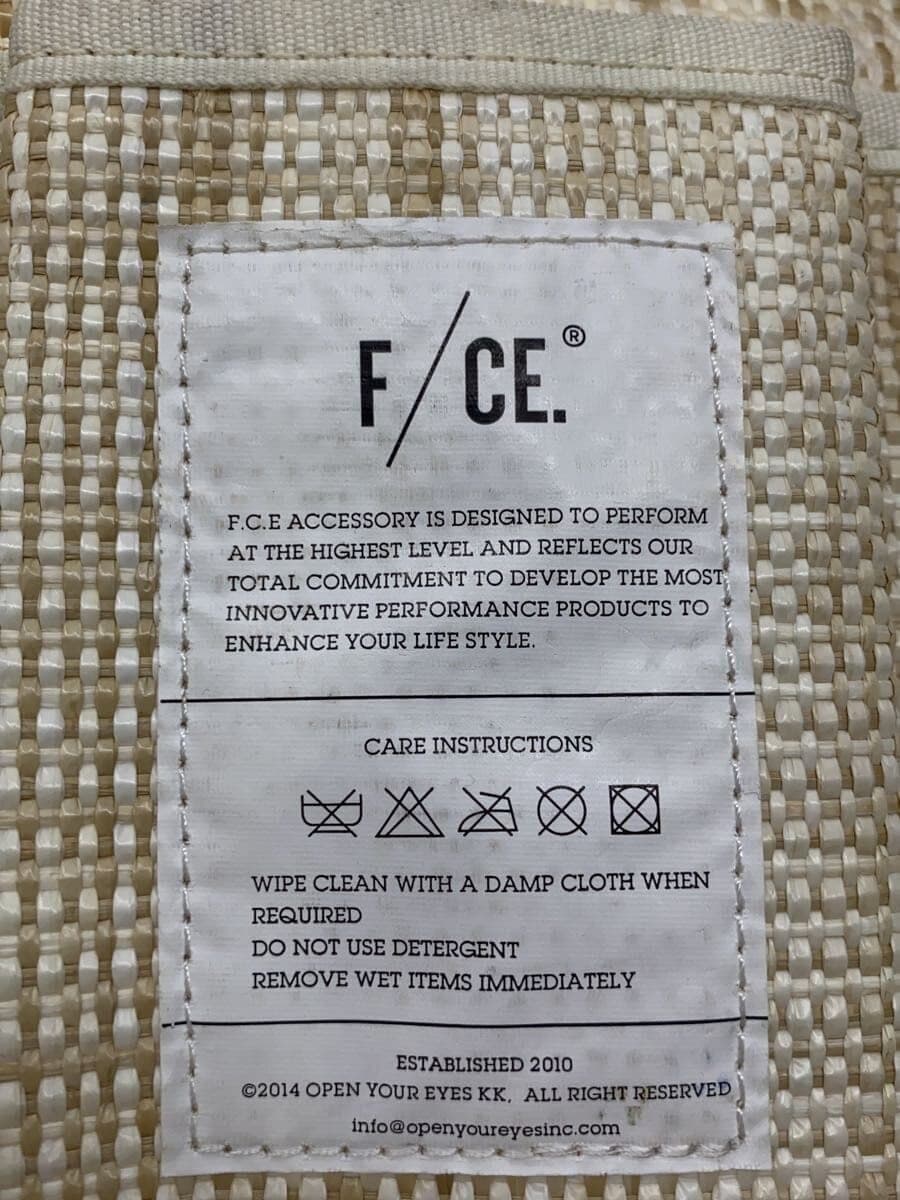 F/CE.®
F.C.E ACCESSORY IS DESIGNED TO PERFORM
AT THE HIGHEST LEVEL AND REFLECTS OUR
TOTAL COMMITMENT TO DEVELOP THE MOST
INNOVATIVE PERFORMANCE PRODUCTS TO
ENHANCE YOUR LIFE STYLE.
CARE INSTRUCTIONS
WIPE CLEAN WITH A DAMP CLOTH WHEN
REQUIRED
DO NOT USE DETERGENT
REMOVE WET ITEMS IMMEDIATELY
ESTABLISHED 2010
©2014 OPEN YOUR EYES KK, ALL RIGHT RESERVED
info@openyoureyesinc.com